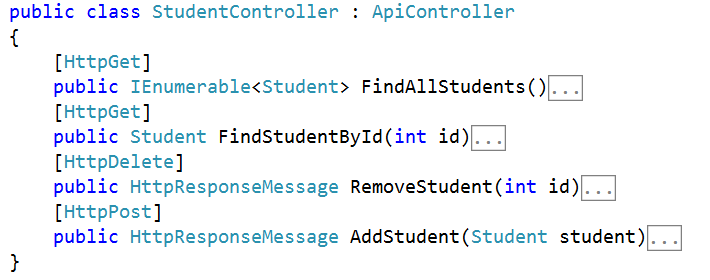 public class StudentController : ApiController
{
[HttpGet]
public IEnumerable<Student> FindAllStudents()...
[HttpGet]
public Student FindStudentById(int id)...
[HttpDelete]
public HttpResponseMessage RemoveStudent(int id)...
[HttpPost]
public HttpResponseMessage AddStudent(Student student)...
}